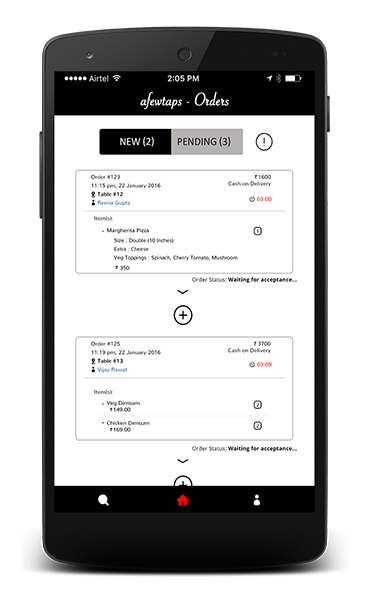 Airtel 2:05 PM
afewtaps - Orders
NEW (2) PENDING (3) !
Order #123 ₹ 1600
11:15 pm, 22 January 2016 Cash on Delivery
Table #12
Reena Gupta 03.00
Item(s):
Margherita Pizza 1
Size : Double (10 Inches)
Extra : Cheese
Veg Toppings : Spinach, Cherry Tomato, Mushroom
₹ 350
Order Status: Waiting for acceptance...
Order #125 ₹ 3700
11:19 pm, 22 January 2016 Cash on Delivery
Table #13
Vijay Rawat 03.09
Item(s):
Veg Dimsum 2
₹149.00
Chicken Dimsum 2
₹169.00
Order Status: Waiting for acceptance...